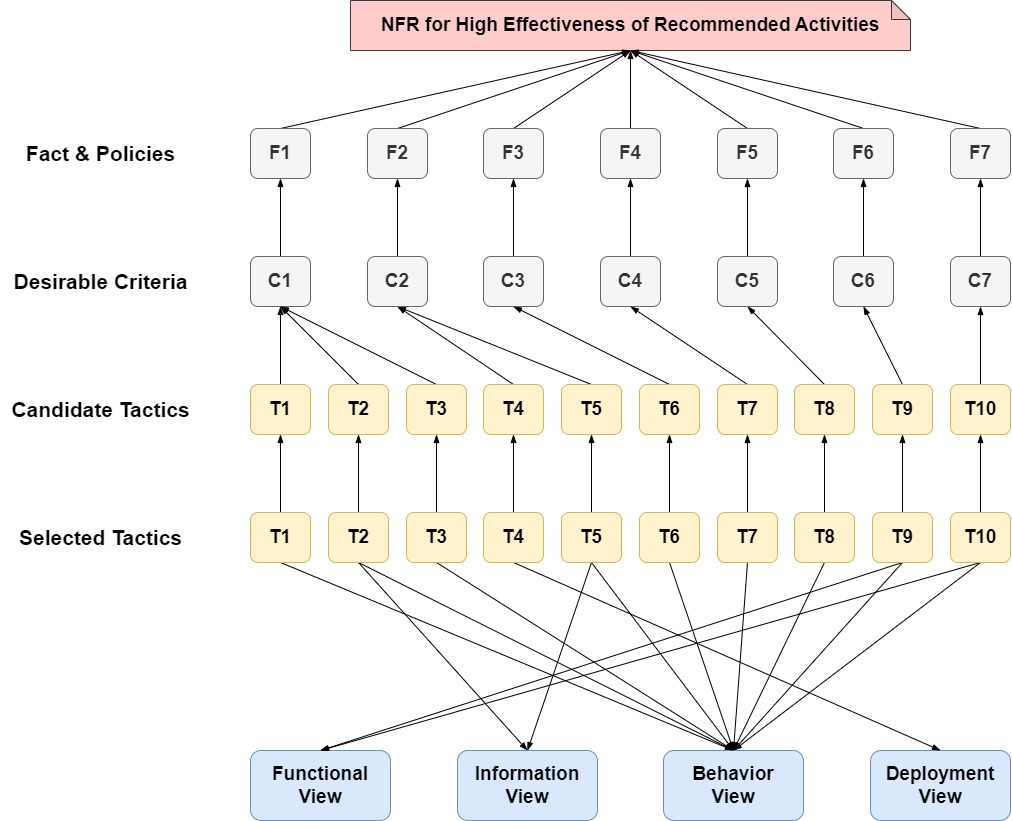 NFR for High Effectiveness of Recommended Activities
Fact & Policies
F1 F2 F3 F4 F5 F6 F7
Desirable Criteria
C1 C2 C3 C4 C5 C6 C7
Candidate Tactics
T1 T2 T3 T4 T5 T6 T7 T8 T9 T10
Selected Tactics
T1 T2 T3 T4 T5 T6 T7 T8 T9 T10
Functional
View
Information
View
Behavior
View
Deployment
View